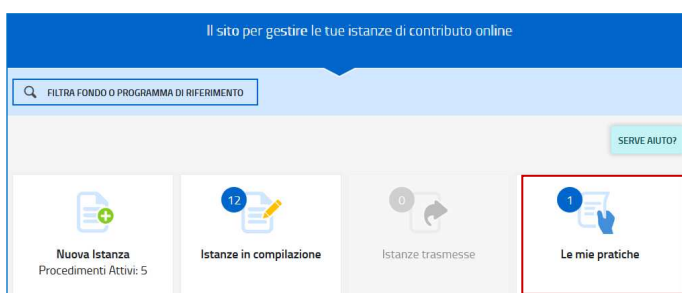 Il sito per gestire le tue istanze di contributo online
FILTRA FONDO O PROGRAMMA DI RIFERIMENTO
SERVE AIUTO?
12
0
1
Nuova Istanza
Procedimenti Attivi: 5
Istanze in compilazione
Istanze trasmesse
Le mie pratiche